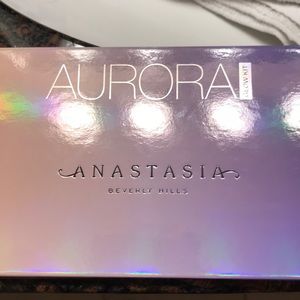 AURORA
GLOW KIT
ANASTASIA
BEVERLY HILLS